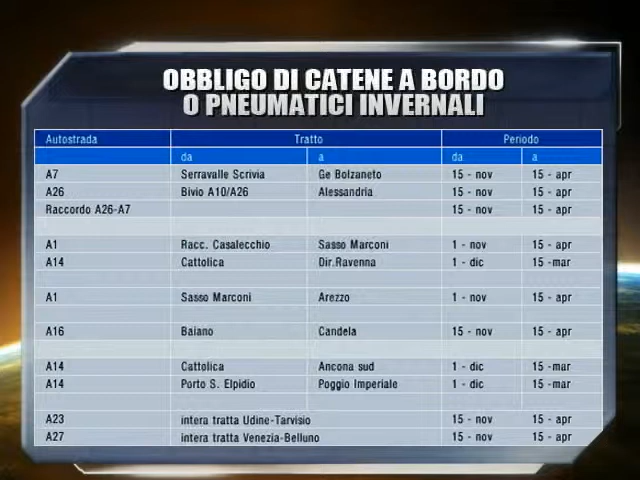 OBBLIGO DI CATENE A BORDO
O PNEUMATICI INVERNALI
Autostrada Tratto Periodo
da a da a
A7 Serravalle Scrivia Ge Bolzaneto 15 - nov 15 - apr
A26 Bivio A10/A26 Alessandria 15 - nov 15 - apr
Raccordo A26-A7 15 - nov 15 - apr
A1 Racc. Casalecchio Sasso Marconi 1 - nov 15 - apr
A14 Cattolica Dir.Ravenna 1 - dic 15 -mar
A1 Sasso Marconi Arezzo 1 - nov 15 - apr
A16 Baiano Candela 15 - nov 15 - apr
A14 Cattolica Ancona sud 1 - dic 15 -mar
A14 Porto S. Elpidio Poggio Imperiale 1 - dic 15 -mar
A23 intera tratta Udine-Tarvisio 15 - nov 15 - apr
A27 intera tratta Venezia-Belluno 15 - nov 15 - apr